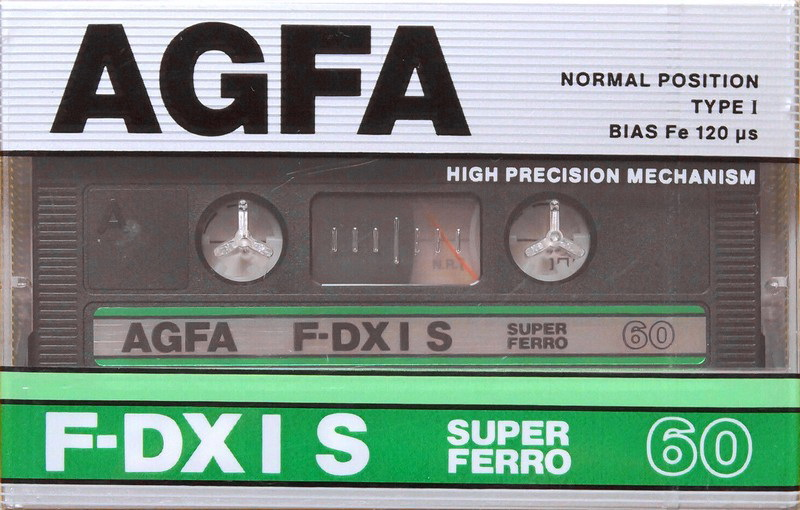 AGFA
NORMAL POSITION
TYPE I
BIAS Fe 120 µs
HIGH PRECISION MECHANISM
A
AGFA F-DX I S SUPER FERRO 60
F-DX I S SUPER FERRO 60